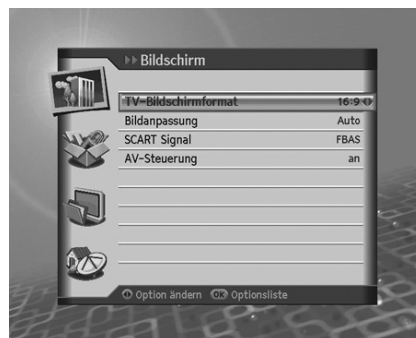 Bildschirm
TV-Bildschirmformat 16:9
Bildanpassung Auto
SCART Signal FBAS
AV-Steuerung an
Option ändern OK Optionsliste